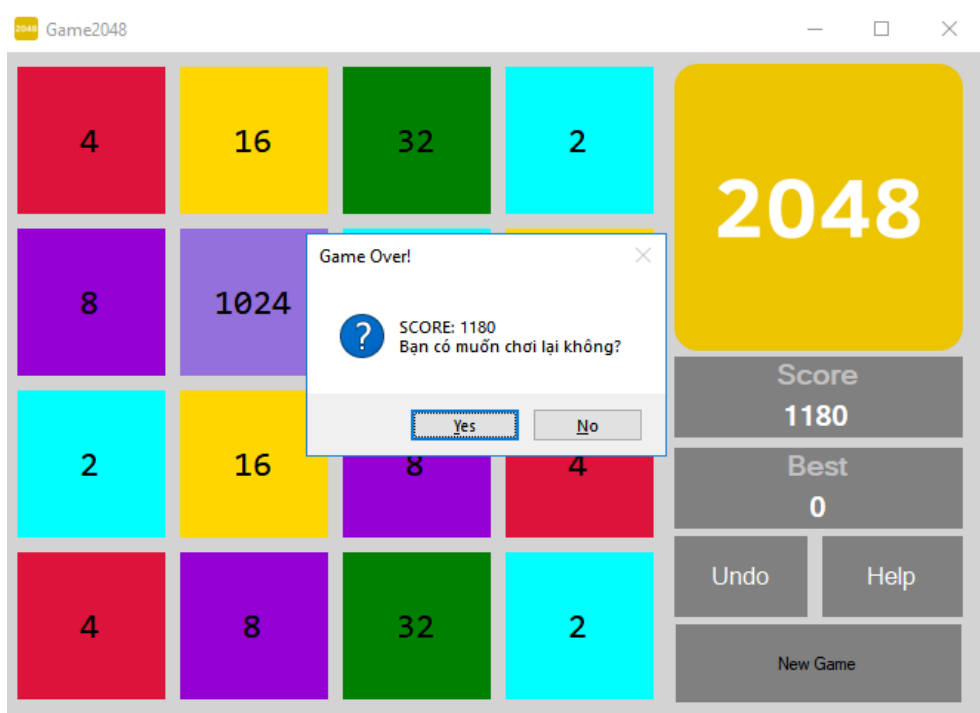 2048 Game2048
4 16 32 2
2048
8 1024
Game Over!
SCORE: 1180
Bạn có muốn chơi lại không?
Yes No
Score
1180
2 16 8 4
Best
0
Undo Help
4 8 32 2
New Game